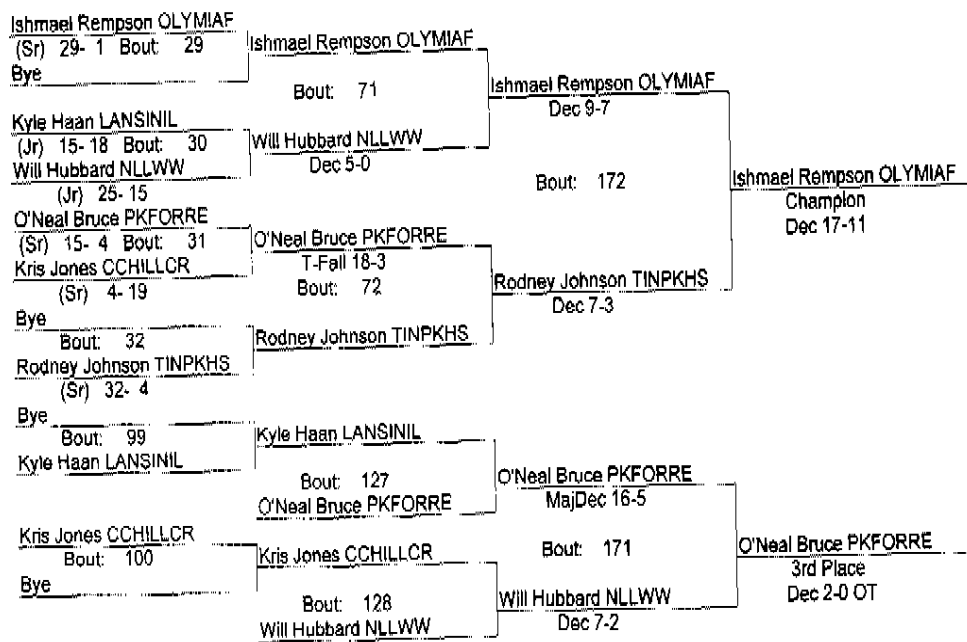 Ishmael Rempson OLYMIAF
(Sr) 29- 1 Bout: 29
Bye
Ishmael Rempson OLYMIAF
Bout: 71
Kyle Haan LANSINIL
(Jr) 15- 18 Bout: 30
Will Hubbard NLLWW
(Jr) 25- 15
Will Hubbard NLLWW
Dec 5-0
Ishmael Rempson OLYMIAF
Dec 9-7
Bout: 172
O'Neal Bruce PKFORRE
(Sr) 15- 4 Bout: 31
Kris Jones CCHILLCR
(Sr) 4- 19
O'Neal Bruce PKFORRE
T-Fall 18-3
Bout: 72
Bye
Bout: 32
Rodney Johnson TINPKHS
(Sr) 32- 4
Rodney Johnson TINPKHS
Rodney Johnson TINPKHS
Dec 7-3
Ishmael Rempson OLYMIAF
Champion
Dec 17-11
Bye
Bout: 99
Kyle Haan LANSINIL
Kyle Haan LANSINIL
Bout: 127
O'Neal Bruce PKFORRE
O'Neal Bruce PKFORRE
MajDec 16-5
Bout: 171
Kris Jones CCHILLCR
Bout: 100
Bye
Kris Jones CCHILLCR
Bout: 128
Will Hubbard NLLWW
Will Hubbard NLLWW
Dec 7-2
O'Neal Bruce PKFORRE
3rd Place
Dec 2-0 OT